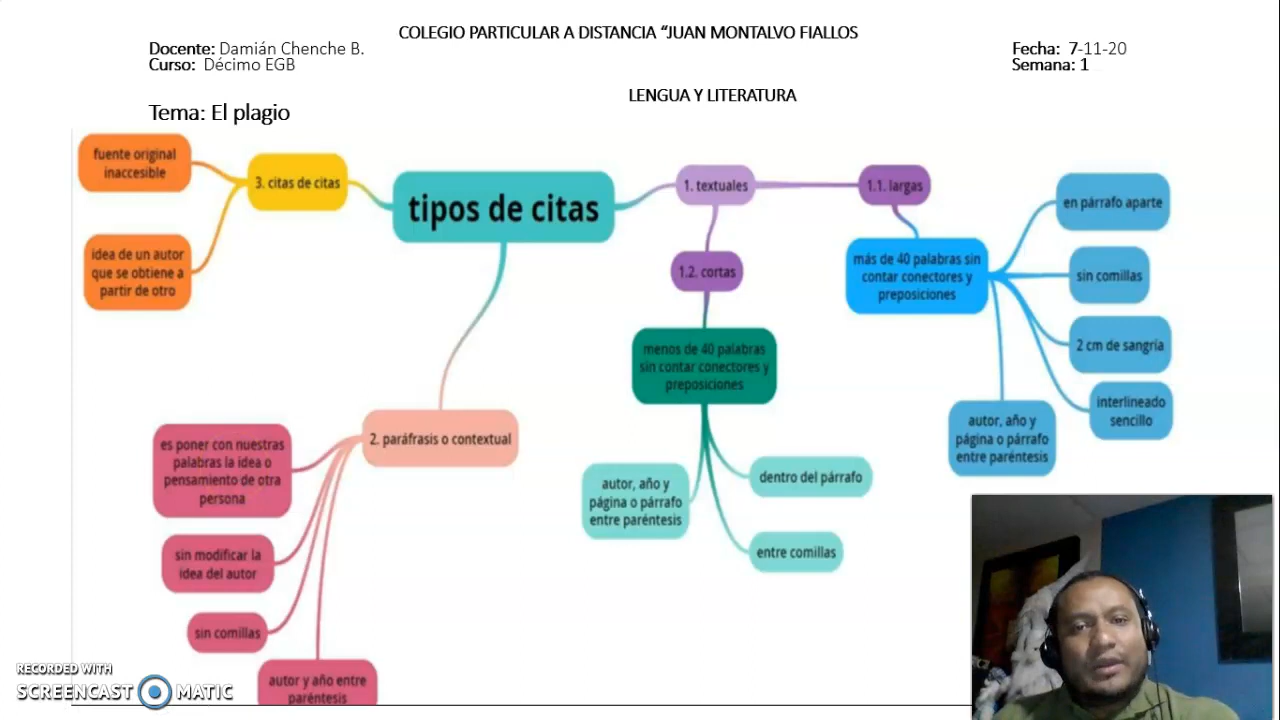 COLEGIO PARTICULAR A DISTANCIA “JUAN MONTALVO FIALLOS
Docente: Damián Chenche B.
Curso: Décimo EGB
Fecha: 7-11-20
Semana: 1
LENGUA Y LITERATURA
Tema: El plagio
tipos de citas
1. textuales
1.1. largas
más de 40 palabras sin
contar conectores y
preposiciones
en párrafo aparte
sin comillas
2 cm de sangría
interlineado
sencillo
autor, año y
página o párrafo
entre paréntesis
1.2. cortas
menos de 40 palabras
sin contar conectores y
preposiciones
dentro del párrafo
entre comillas
autor, año y
página o párrafo
entre paréntesis
2. paráfrasis o contextual
es poner con nuestras
palabras la idea o
pensamiento de otra
persona
sin modificar la
idea del autor
sin comillas
autor y año entre
paréntesis
3. citas de citas
fuente original
inaccesible
idea de un autor
que se obtiene a
partir de otro
RECORDED WITH
SCREENCAST MATIC